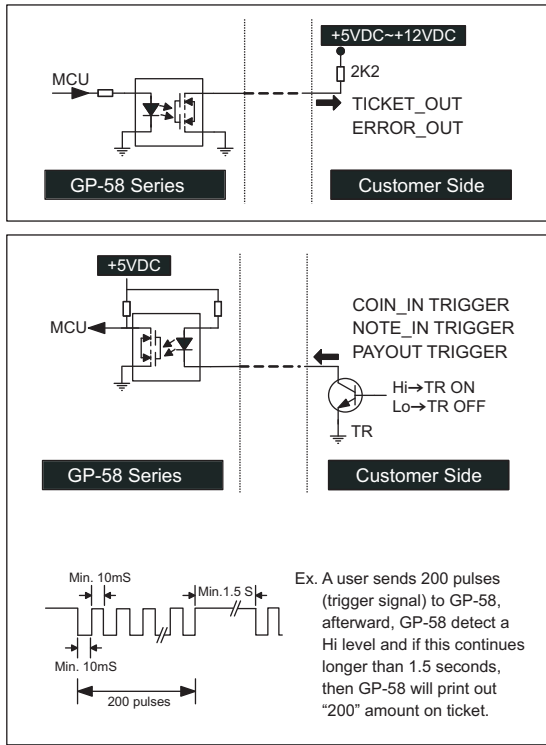 +5VDC~+12VDC
2K2
MCU
TICKET_OUT
ERROR_OUT
GP-58 Series
Customer Side
+5VDC
MCU
COIN_IN TRIGGER
NOTE_IN TRIGGER
PAYOUT TRIGGER
Hi→TR ON
Lo→TR OFF
TR
GP-58 Series
Customer Side
Min. 10mS
Min.1.5 S
Min. 10mS
200 pulses
Ex. A user sends 200 pulses
(trigger signal) to GP-58,
afterward, GP-58 detect a
Hi level and if this continues
longer than 1.5 seconds,
then GP-58 will print out
“200” amount on ticket.